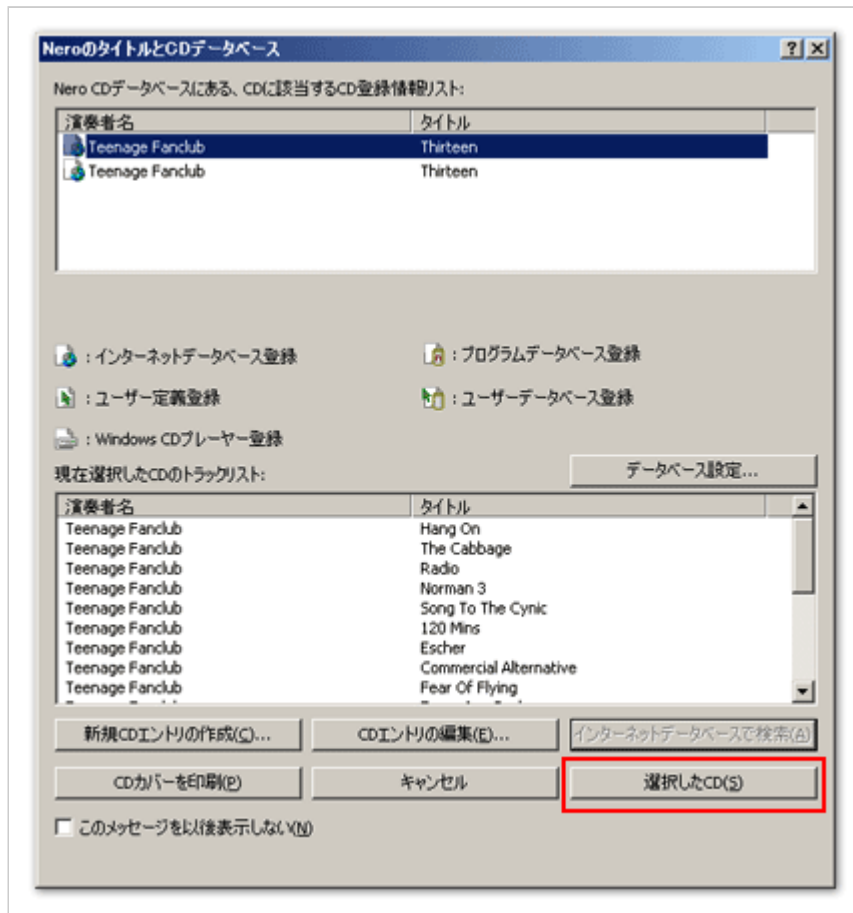 NeroのタイトルとCDデータベース
Nero CDデータベースにある、CDに該当するCD登録情報リスト:
演奏者名 タイトル
Teenage Fanclub Thirteen
Teenage Fanclub Thirteen
: インターネットデータベース登録 : プログラムデータベース登録
: ユーザー定義登録 : ユーザーデータベース登録
: Windows CDプレーヤー登録
現在選択したCDのトラックリスト: データベース設定...
演奏者名 タイトル
Teenage Fanclub Hang On
Teenage Fanclub The Cabbage
Teenage Fanclub Radio
Teenage Fanclub Norman 3
Teenage Fanclub Song To The Cynic
Teenage Fanclub 120 Mins
Teenage Fanclub Escher
Teenage Fanclub Commercial Alternative
Teenage Fanclub Fear Of Flying
新規CDエントリの作成(C)... CDエントリの編集(E)... インターネットデータベースで検索(A)
CDカバーを印刷(P) キャンセル 選択したCD(S)
このメッセージを以後表示しない(N)